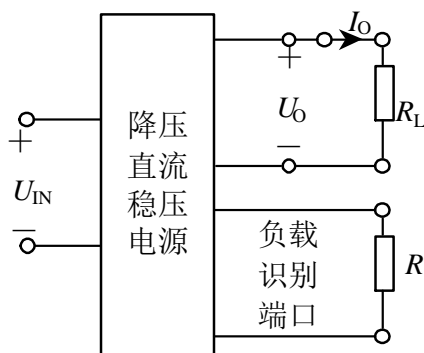 I_O
+
降压
直流
稳压
电源
U_O
R_L
+
U_IN
−
−
负载
识别
端口
R